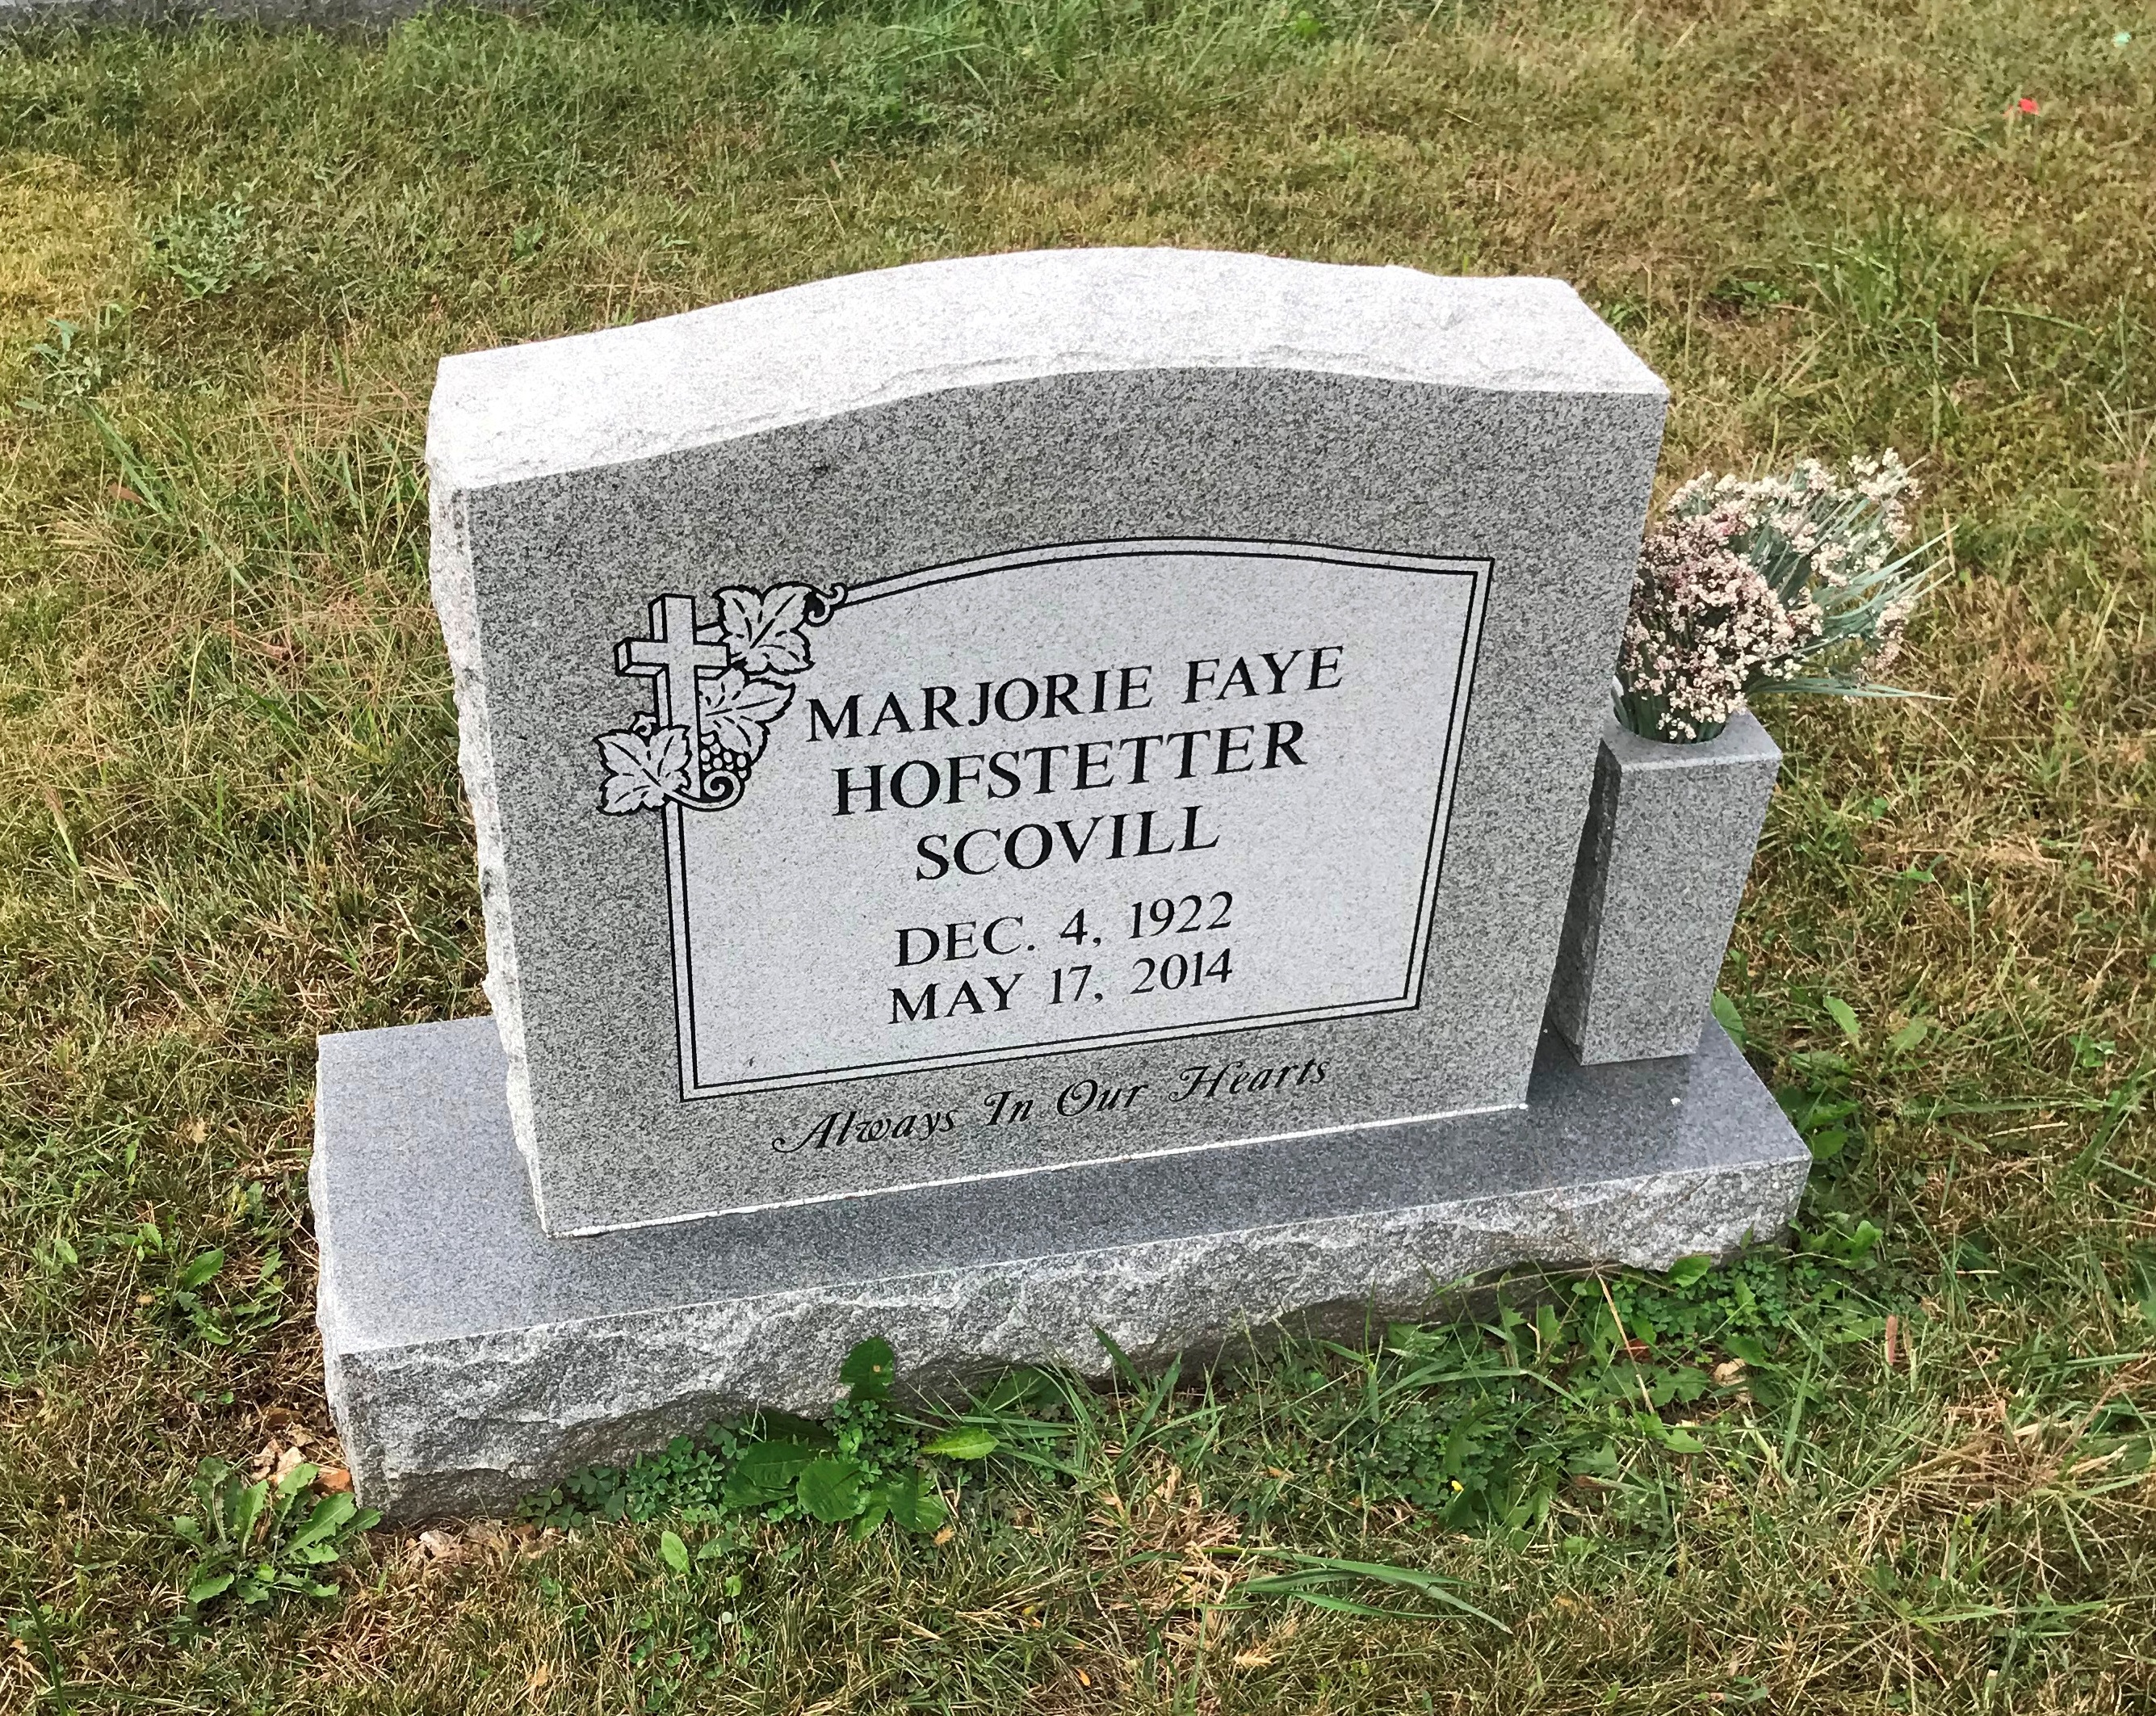 MARJORIE FAYE
HOFSTETTER
SCOVILL
DEC. 4, 1922
MAY 17, 2014
Always In Our Hearts